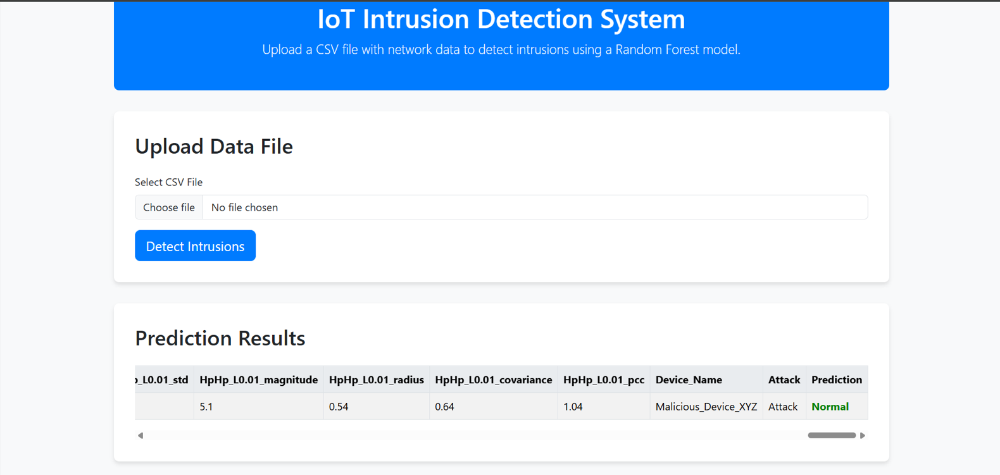 IoT Intrusion Detection System
Upload a CSV file with network data to detect intrusions using a Random Forest model.
Upload Data File
Select CSV File
Choose file No file chosen
Detect Intrusions
Prediction Results
_L0.01_std HpHp_L0.01_magnitude HpHp_L0.01_radius HpHp_L0.01_covariance HpHp_L0.01_pcc Device_Name Attack Prediction
5.1 0.54 0.64 1.04 Malicious_Device_XYZ Attack Normal